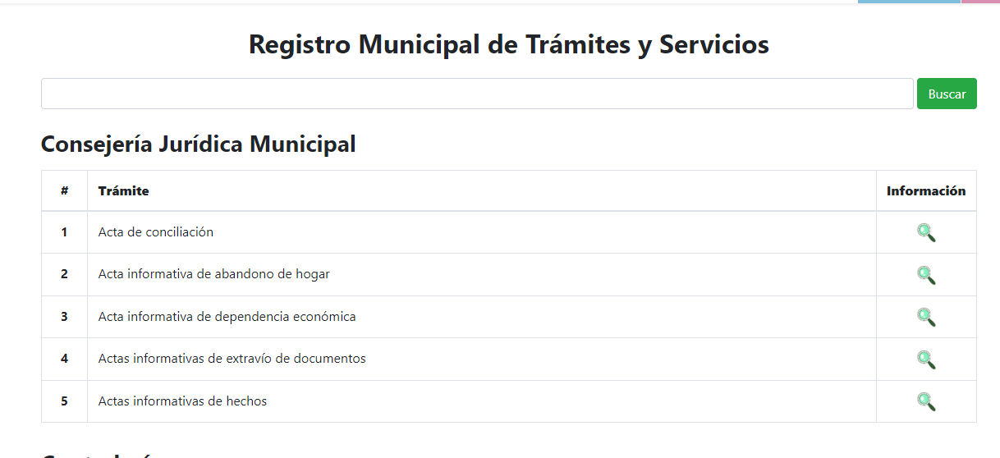 Registro Municipal de Trámites y Servicios
Buscar
Consejería Jurídica Municipal
# Trámite Información
1 Acta de conciliación
2 Acta informativa de abandono de hogar
3 Acta informativa de dependencia económica
4 Actas informativas de extravío de documentos
5 Actas informativas de hechos